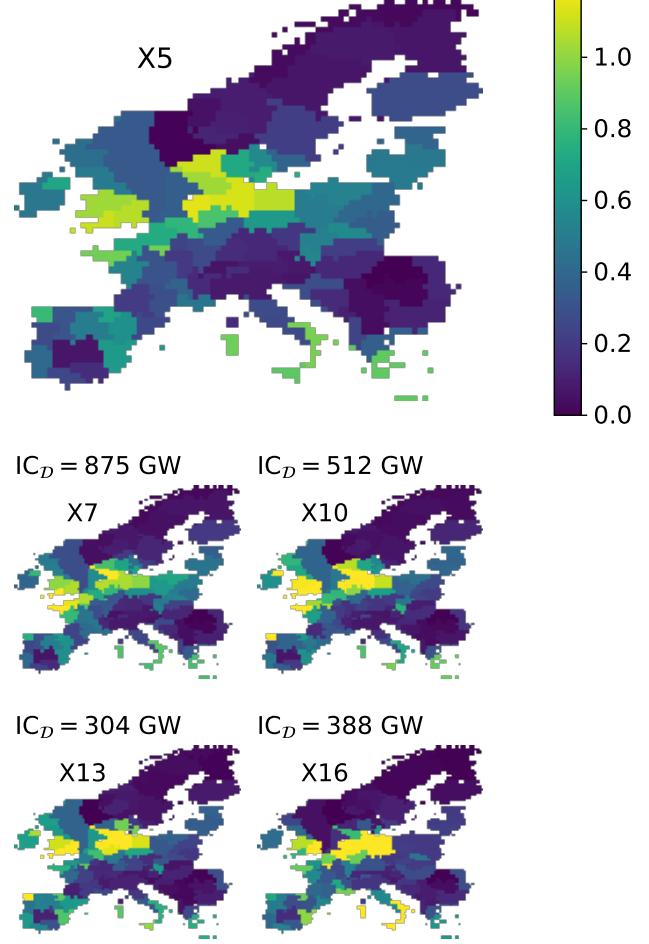 X5
1.0
0.8
0.6
0.4
0.2
0.0
IC𝒟 = 875 GW
IC𝒟 = 512 GW
X7
X10
IC𝒟 = 304 GW
IC𝒟 = 388 GW
X13
X16